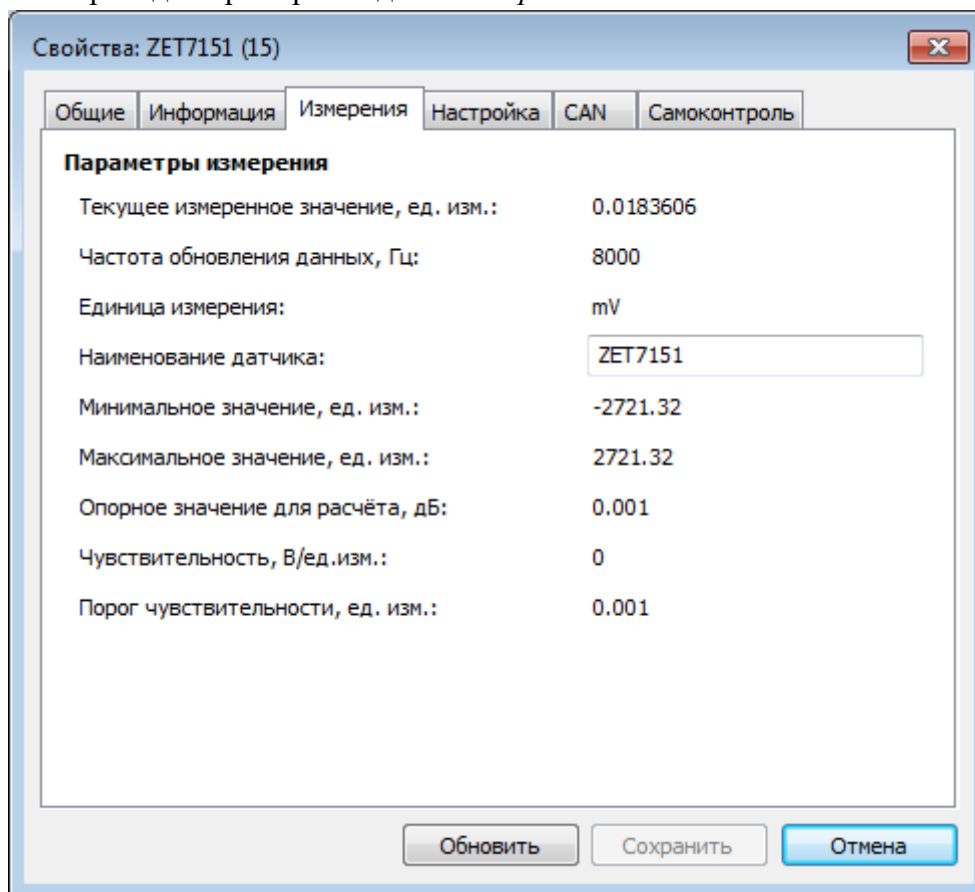 Свойства: ZET7151 (15)
Общие Информация Измерения Настройка CAN Самоконтроль
Параметры измерения
Текущее измеренное значение, ед. изм.: 0.0183606
Частота обновления данных, Гц: 8000
Единица измерения: mV
Наименование датчика: ZET7151
Минимальное значение, ед. изм.: -2721.32
Максимальное значение, ед. изм.: 2721.32
Опорное значение для расчёта, дБ: 0.001
Чувствительность, В/ед.изм.: 0
Порог чувствительности, ед. изм.: 0.001
Обновить Сохранить Отмена